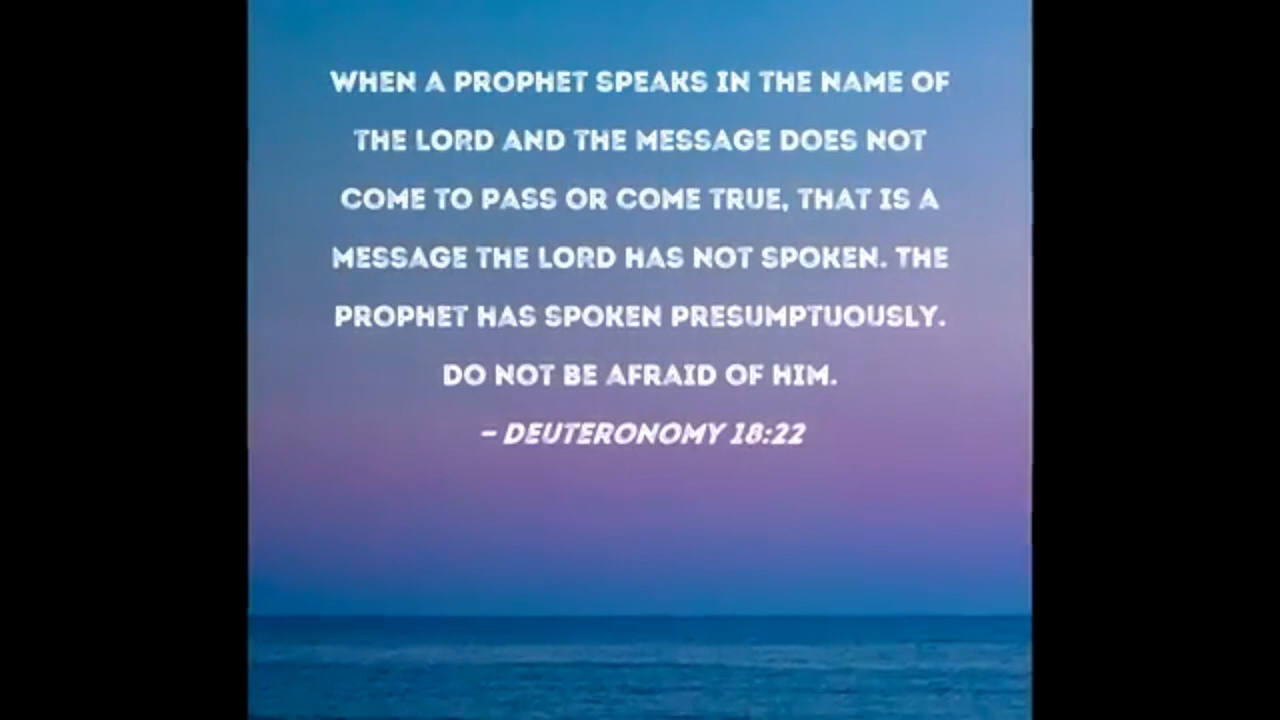 WHEN A PROPHET SPEAKS IN THE NAME OF
THE LORD AND THE MESSAGE DOES NOT
COME TO PASS OR COME TRUE, THAT IS A
MESSAGE THE LORD HAS NOT SPOKEN. THE
PROPHET HAS SPOKEN PRESUMPTUOUSLY.
DO NOT BE AFRAID OF HIM.
– DEUTERONOMY 18:22